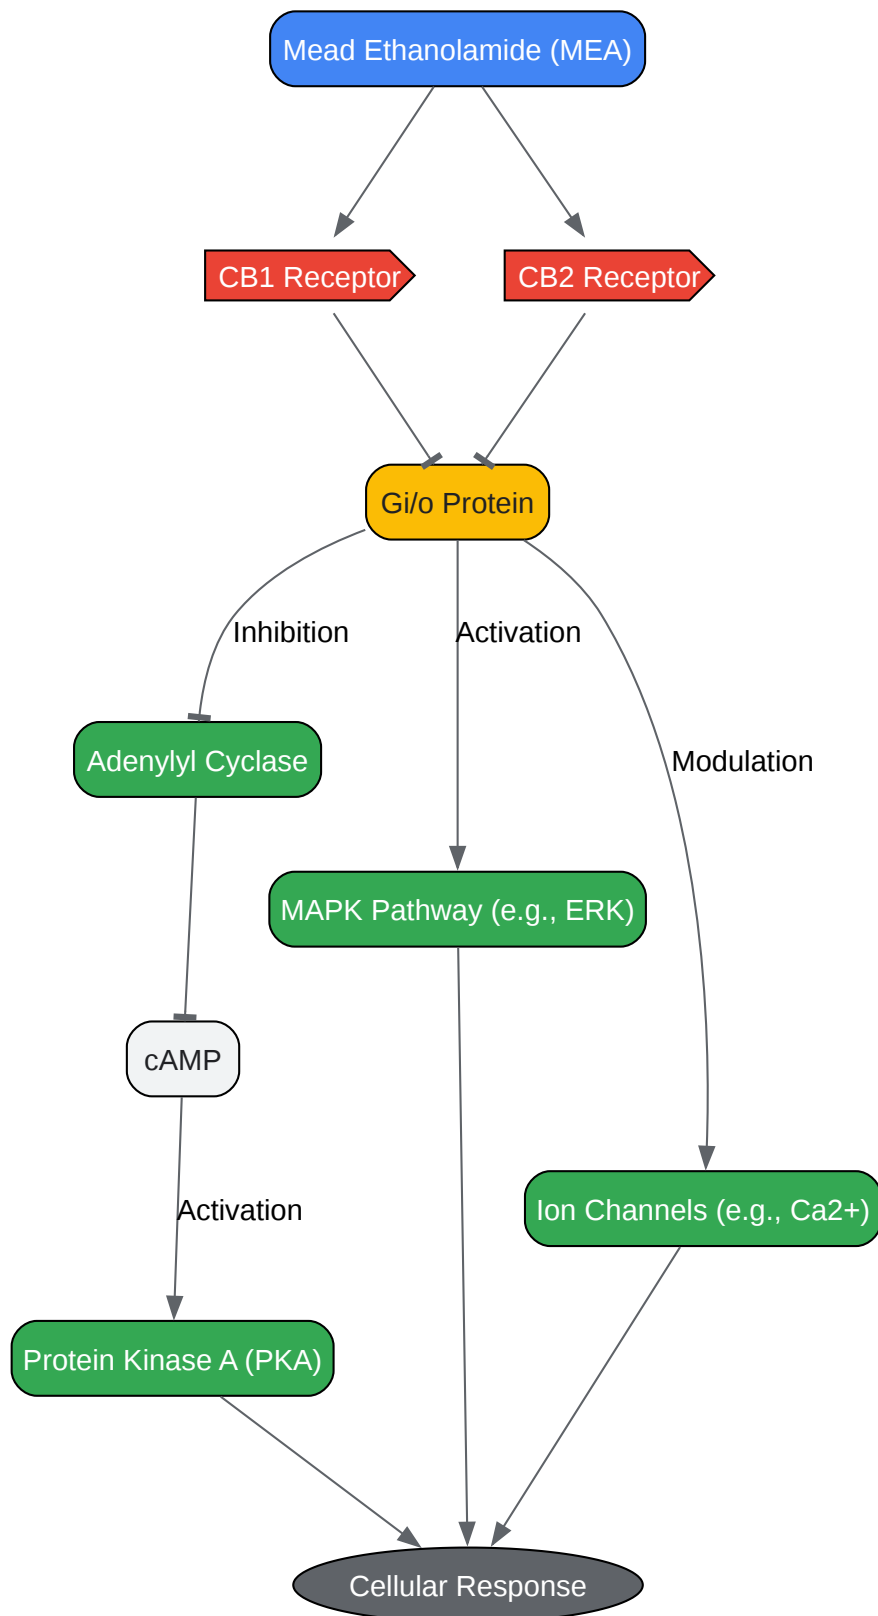 Mead Ethanolamide (MEA)
CB1 Receptor
CB2 Receptor
Gi/o Protein
Inhibition
Activation
Adenylyl Cyclase
Modulation
MAPK Pathway (e.g., ERK)
cAMP
Activation
Ion Channels (e.g., Ca2+)
Protein Kinase A (PKA)
Cellular Response